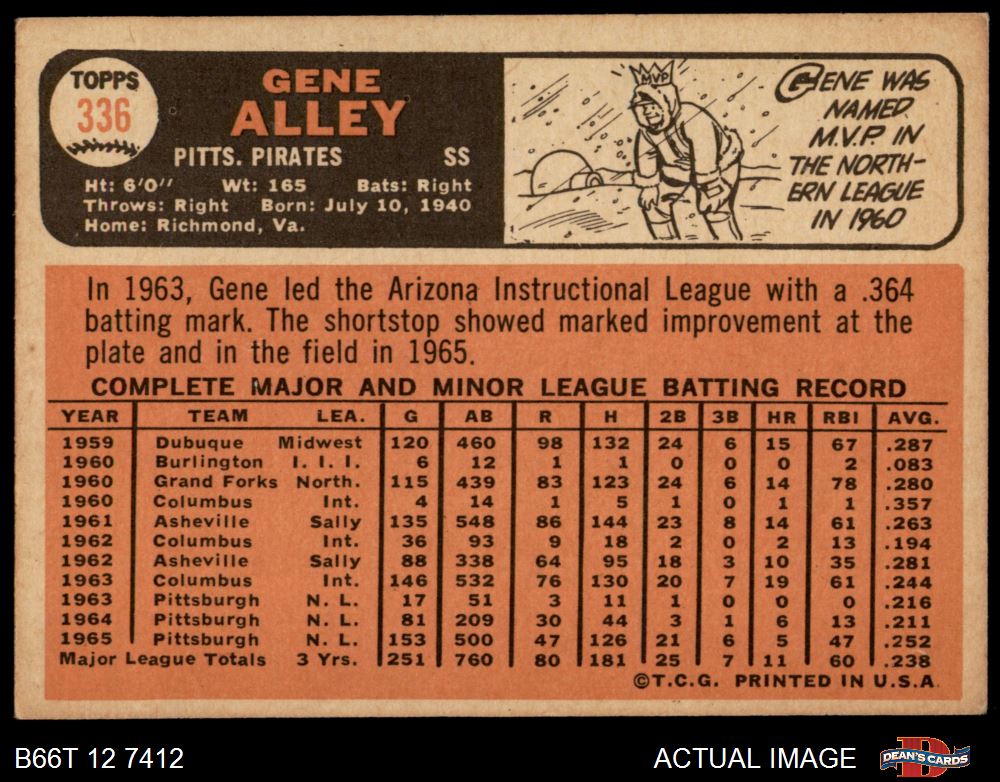 TOPPS
336
GENE
ALLEY
PITTS. PIRATES SS
Ht: 6'0" Wt: 165 Bats: Right
Throws: Right Born: July 10, 1940
Home: Richmond, Va.
MVP
GENE WAS
NAMED
M.V.P. IN
THE NORTH-
ERN LEAGUE
IN 1960
In 1963, Gene led the Arizona Instructional League with a .364
batting mark. The shortstop showed marked improvement at the
plate and in the field in 1965.
COMPLETE MAJOR AND MINOR LEAGUE BATTING RECORD
YEAR TEAM LEA. G AB R H 2B 3B HR RBI AVG.
1959 Dubuque Midwest 120 460 98 132 24 6 15 67 .287
1960 Burlington I. I. I. 6 12 1 1 0 0 0 2 .083
1960 Grand Forks North. 115 439 83 123 24 6 14 78 .280
1960 Columbus Int. 4 14 1 5 1 0 1 1 .357
1961 Asheville Sally 135 548 86 144 23 8 14 61 .263
1962 Columbus Int. 36 93 9 18 2 0 2 13 .194
1962 Asheville Sally 88 338 64 95 18 3 10 35 .281
1963 Columbus Int. 146 532 76 130 20 7 19 61 .244
1963 Pittsburgh N. L. 17 51 3 11 1 0 0 0 .216
1964 Pittsburgh N. L. 81 209 30 44 3 1 6 13 .211
1965 Pittsburgh N. L. 153 500 47 126 21 6 5 47 .252
Major League Totals 3 Yrs. 251 760 80 181 25 7 11 60 .238
©T.C.G. PRINTED IN U.S.A.
B66T 12 7412
ACTUAL IMAGE
DEAN'S CARDS